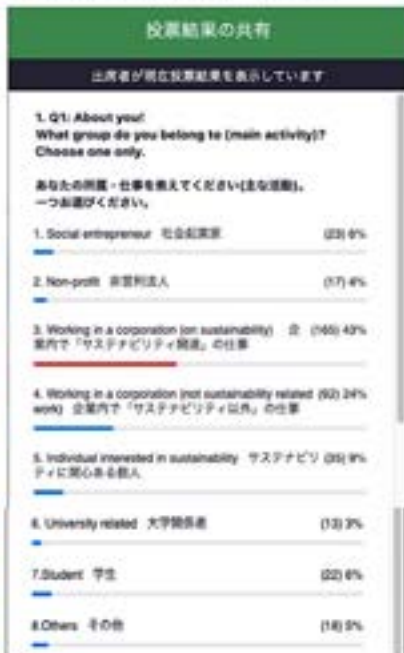 投票結果の共有
出席者が現在投票結果を表示しています
1. Q1: About you!
What group do you belong to (main activity)?
Choose one only.
あなたの所属・仕事を教えてください(主な活動)。
一つお選びください。
1. Social entrepreneur 社会起業家 (23) 6%
2. Non-profit 非営利法人 (17) 4%
3. Working in a corporation (on sustainability) 企 (165) 43%
業内で「サステナビリティ関連」の仕事
4. Working in a corporation (not sustainability related (92) 24%
work) 企業内で「サステナビリティ以外」の仕事
5. Individual interested in sustainability サステナビリ (35) 9%
ティに関心ある個人
6. University related 大学関係者 (13) 3%
7.Student 学生 (22) 6%
8.Others その他 (18) 5%